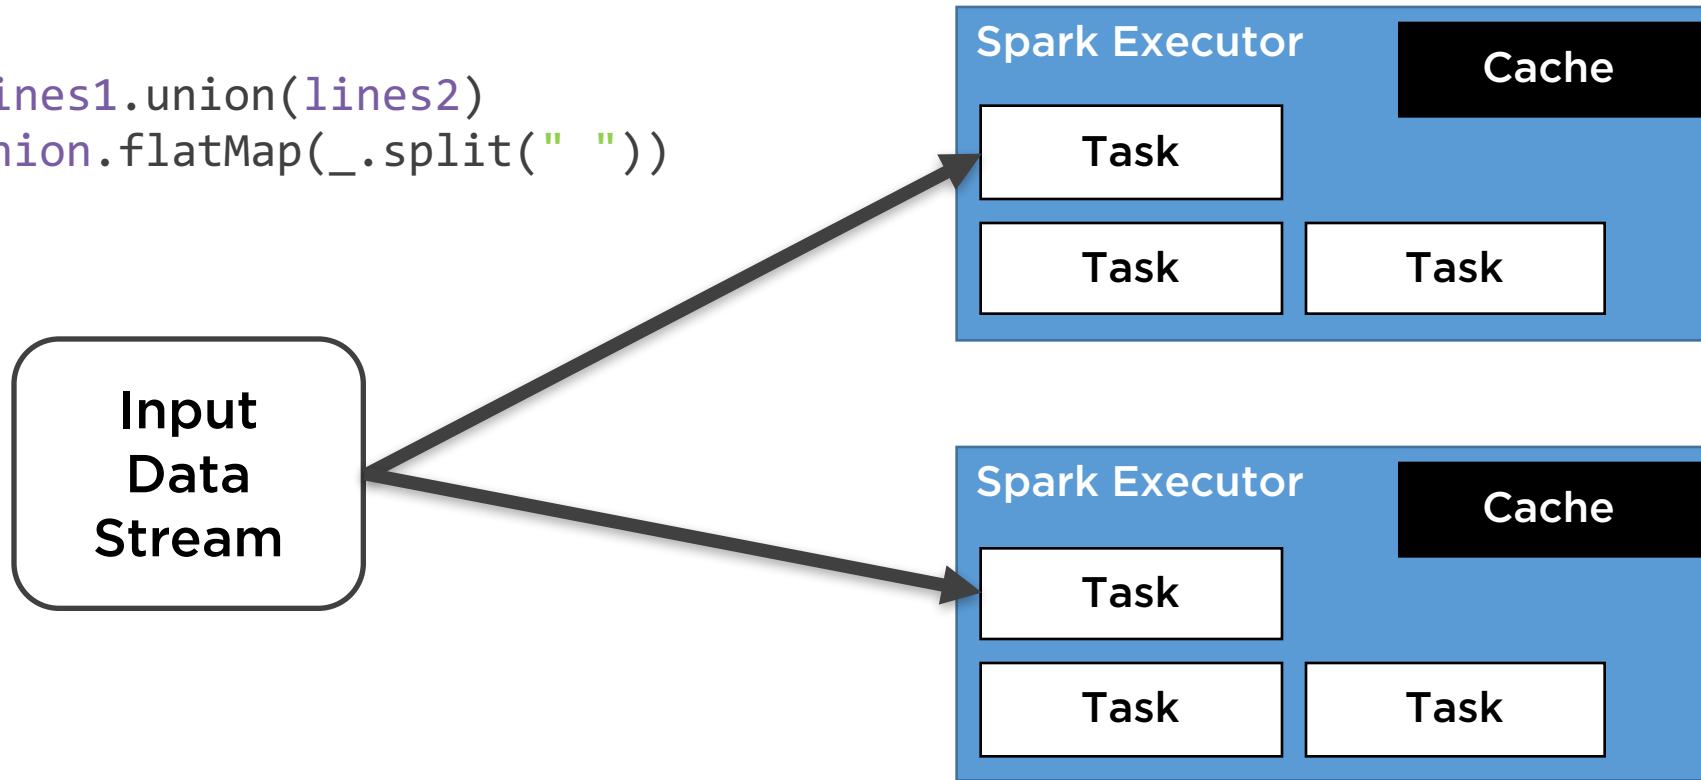 ines1.union(lines2)
nion.flatMap(_.split(" "))
Input
Data
Stream
Spark Executor
Cache
Task
Task
Task
Spark Executor
Cache
Task
Task
Task